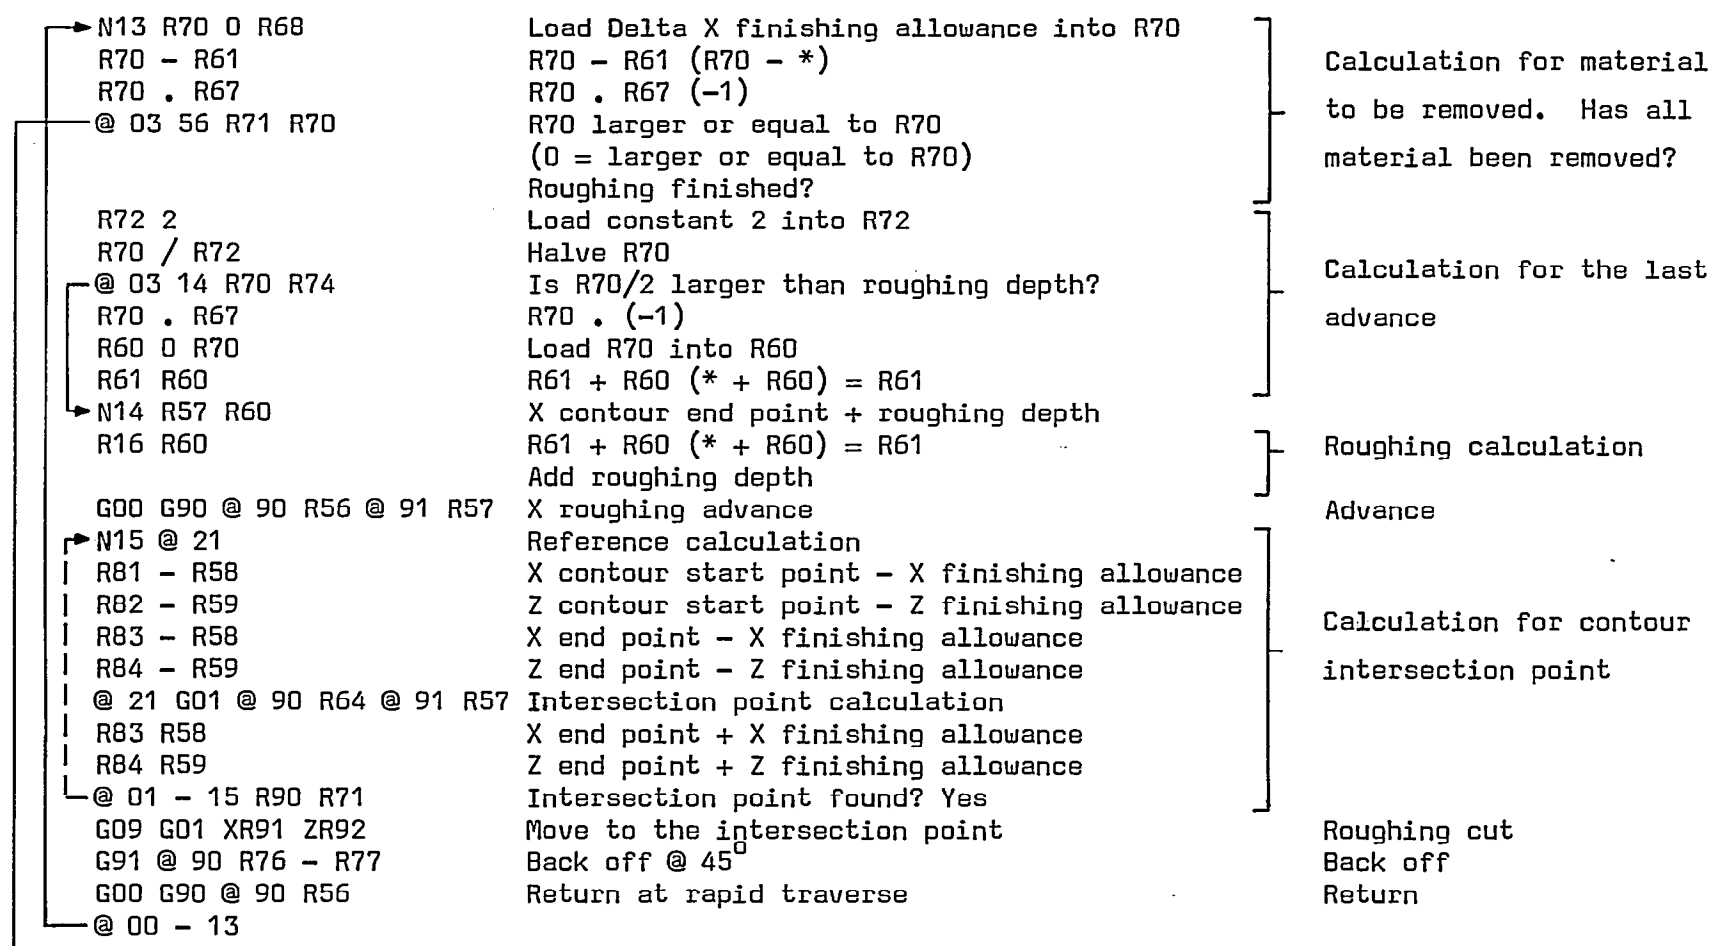 N13 R70 0 R68 Load Delta X finishing allowance into R70
R70 – R61 R70 – R61 (R70 – *) Calculation for material
R70 . R67 R70 . R67 (–1) to be removed. Has all
@ 03 56 R71 R70 R70 larger or equal to R70
(0 = larger or equal to R70) material been removed?
Roughing finished?
R72 2 Load constant 2 into R72
R70 / R72 Halve R70
@ 03 14 R70 R74 Is R70/2 larger than roughing depth? Calculation for the last
R70 . R67 R70 . (–1) advance
R60 0 R70 Load R70 into R60
R61 R60 R61 + R60 (* + R60) = R61
N14 R57 R60 X contour end point + roughing depth
R16 R60 R61 + R60 (* + R60) = R61 Roughing calculation
Add roughing depth
G00 G90 @ 90 R56 @ 91 R57 X roughing advance Advance
N15 @ 21 Reference calculation
R81 – R58 X contour start point – X finishing allowance
R82 – R59 Z contour start point – Z finishing allowance
R83 – R58 X end point – X finishing allowance Calculation for contour
R84 – R59 Z end point – Z finishing allowance intersection point
@ 21 G01 @ 90 R64 @ 91 R57 Intersection point calculation
R83 R58 X end point + X finishing allowance
R84 R59 Z end point + Z finishing allowance
@ 01 – 15 R90 R71 Intersection point found? Yes
G09 G01 XR91 ZR92 Move to the intersection point Roughing cut
G91 @ 90 R76 – R77 Back off @ 45° Back off
G00 G90 @ 90 R56 Return at rapid traverse Return
@ 00 – 13